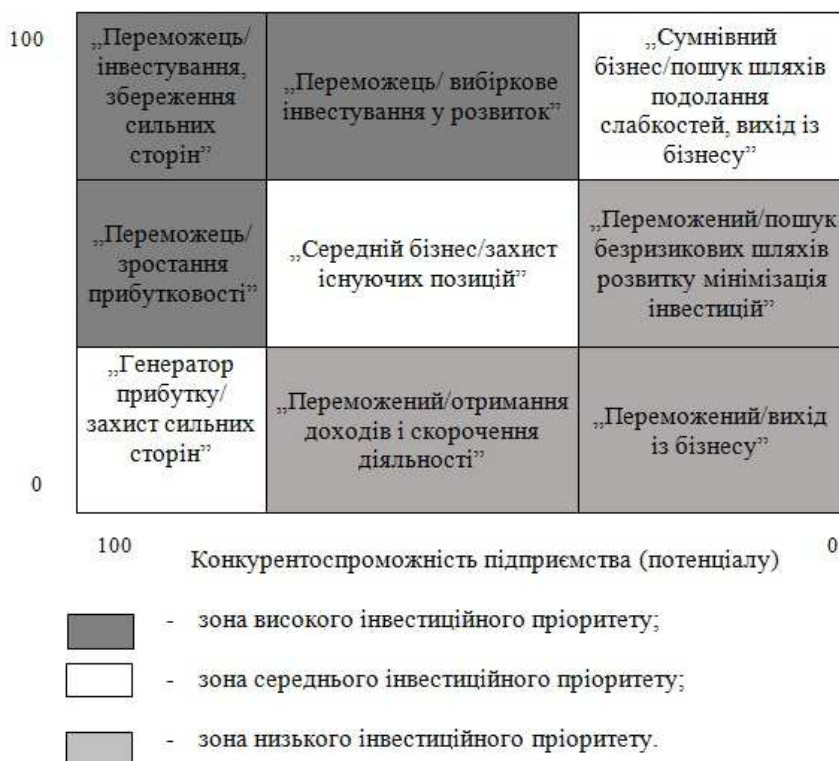 100
„Переможець/
інвестування,
збереження
сильних
сторін”
„Переможець/ вибіркове
інвестування у розвиток”
„Сумнівний
бізнес/пошук шляхів
подолання
слабкостей, вихід із
бізнесу”
„Переможець/
зростання
прибутковості”
„Середній бізнес/захист
існуючих позицій”
„Переможений/пошук
безризикових шляхів
розвитку мінімізація
інвестицій”
„Генератор
прибутку/
захист сильних
сторін”
„Переможений/отримання
доходів і скорочення
діяльності”
„Переможений/вихід
із бізнесу”
0
100
Конкурентоспроможність підприємства (потенціалу)
0
- зона високого інвестиційного пріоритету;
- зона середнього інвестиційного пріоритету;
- зона низького інвестиційного пріоритету.